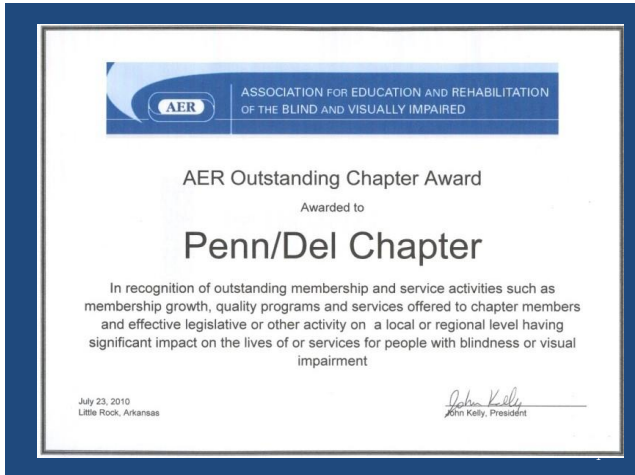 AER
ASSOCIATION FOR EDUCATION AND REHABILITATION
OF THE BLIND AND VISUALLY IMPAIRED
AER Outstanding Chapter Award
Awarded to
Penn/Del Chapter
In recognition of outstanding membership and service activities such as
membership growth, quality programs and services offered to chapter members
and effective legislative or other activity on a local or regional level having
significant impact on the lives of or services for people with blindness or visual
impairment
July 23, 2010
Little Rock, Arkansas
John Kelly
John Kelly, President